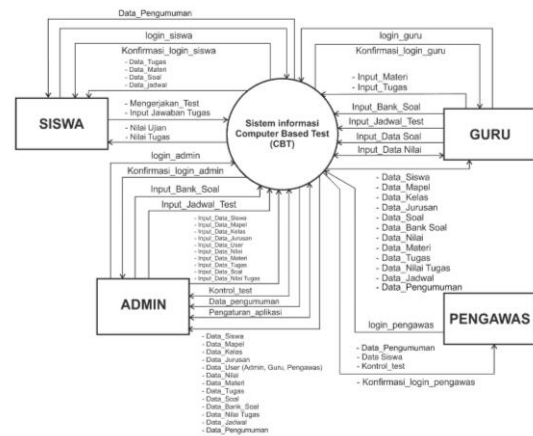 Data_Pengumuman
login_siswa
Konfirmasi_login_siswa
- Data_Tugas
- Data_Materi
- Data_Soal
- Data_jadwal
SISWA
- Mengerjakan_Test
- Input Jawaban Tugas
- Nilai Ujian
- Nilai Tugas
Sistem informasi
Computer Based Test
(CBT)
login_guru
Konfirmasi_login_guru
- Input_Materi
- Input_Tugas
Input_Bank_Soal
Input_Jadwal_Test
Input_Data Soal
Input_Data Nilai
GURU
- Data_Siswa
- Data_Mapel
- Data_Kelas
- Data_Jurusan
- Data_Soal
- Data_Bank Soal
- Data_Nilai
- Data_Materi
- Data_Tugas
- Data_Nilai Tugas
- Data_Jadwal
- Data_Pengumuman
login_admin
Konfirmasi_login_admin
Input_Bank_Soal
Input_Jadwal_Test
- Input_Data_Siswa
- Input_Data_Mapel
- Input_Data_Kelas
- Input_Data_Jurusan
- Input_Data_User
- Input_Data_Nilai
- Input_Data_Materi
- Input_Data_Tugas
- Input_Data_Soal
- Input_Data_Nilai Tugas
ADMIN
Kontrol_test
Data_pengumuman
Pengaturan_aplikasi
- Data_Siswa
- Data_Mapel
- Data_Kelas
- Data_Jurusan
- Data_User (Admin, Guru, Pengawas)
- Data_Nilai
- Data_Materi
- Data_Tugas
- Data_Soal
- Data_Bank_Soal
- Data_Nilai Tugas
- Data_Jadwal
- Data_Pengumuman
login_pengawas
PENGAWAS
- Data_Pengumuman
- Data Siswa
- Kontrol_test
- Konfirmasi_login_pengawas